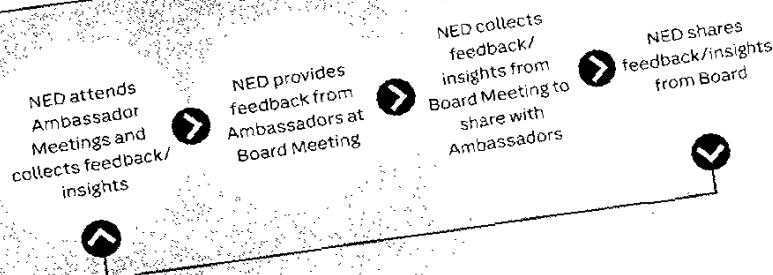 NED attends
Ambassador
Meetings and
collects feedback/
insights
NED provides
feedback from
Ambassadors at
Board Meeting
NED collects
feedback/
insights from
Board Meeting to
share with
Ambassadors
NED shares
feedback/insights
from Board